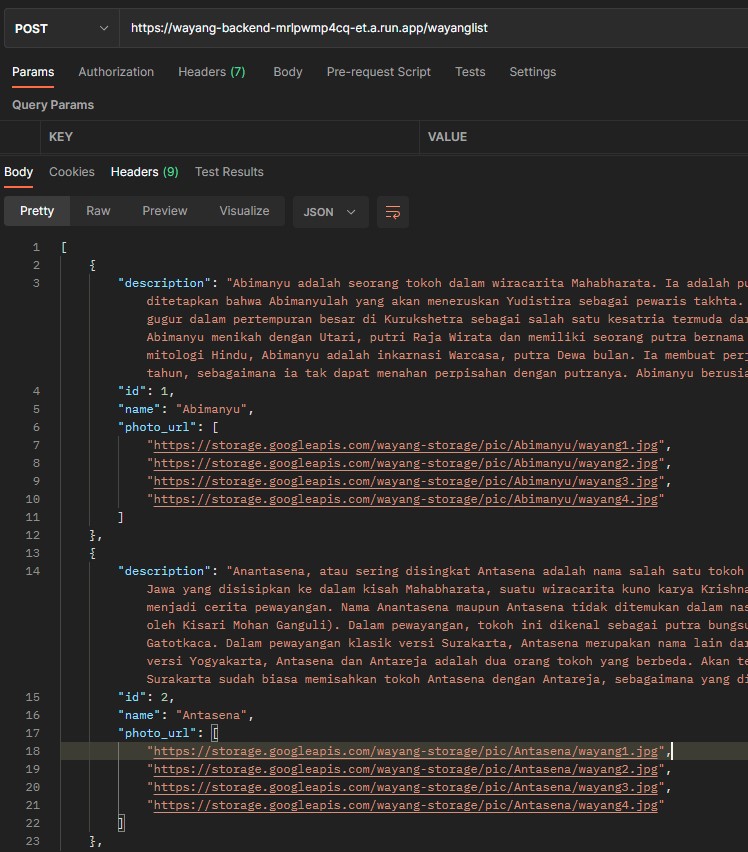 POST https://wayang-backend-mrlpwmp4cq-et.a.run.app/wayanglist
Params Authorization Headers (7) Body Pre-request Script Tests Settings
Query Params
KEY VALUE
Body Cookies Headers (9) Test Results
Pretty Raw Preview Visualize JSON
1 [
2 {
3 "description": "Abimanyu adalah seorang tokoh dalam wiracarita Mahabharata. Ia adalah pu
ditetapkan bahwa Abimanyulah yang akan meneruskan Yudistira sebagai pewaris takhta.
gugur dalam pertempuran besar di Kurukshetra sebagai salah satu kesatria termuda dar
Abimanyu menikah dengan Utari, putri Raja Wirata dan memiliki seorang putra bernama
mitologi Hindu, Abimanyu adalah inkarnasi Warcasa, putra Dewa bulan. Ia membuat perj
tahun, sebagaimana ia tak dapat menahan perpisahan dengan putranya. Abimanyu berusia
4 "id": 1,
5 "name": "Abimanyu",
6 "photo_url": [
7 "https://storage.googleapis.com/wayang-storage/pic/Abimanyu/wayang1.jpg",
8 "https://storage.googleapis.com/wayang-storage/pic/Abimanyu/wayang2.jpg",
9 "https://storage.googleapis.com/wayang-storage/pic/Abimanyu/wayang3.jpg",
10 "https://storage.googleapis.com/wayang-storage/pic/Abimanyu/wayang4.jpg"
11 ]
12 },
13 {
14 "description": "Anantasena, atau sering disingkat Antasena adalah nama salah satu tokoh
Jawa yang disisipkan ke dalam kisah Mahabharata, suatu wiracarita kuno karya Krishna
menjadi cerita pewayangan. Nama Anantasena maupun Antasena tidak ditemukan dalam nas
oleh Kisari Mohan Ganguli). Dalam pewayangan, tokoh ini dikenal sebagai putra bungsu
Gatotkaca. Dalam pewayangan klasik versi Surakarta, Antasena merupakan nama lain dar
versi Yogyakarta, Antasena dan Antareja adalah dua orang tokoh yang berbeda. Akan te
Surakarta sudah biasa memisahkan tokoh Antasena dengan Antareja, sebagaimana yang di
15 "id": 2,
16 "name": "Antasena",
17 "photo_url": [
18 "https://storage.googleapis.com/wayang-storage/pic/Antasena/wayang1.jpg",
19 "https://storage.googleapis.com/wayang-storage/pic/Antasena/wayang2.jpg",
20 "https://storage.googleapis.com/wayang-storage/pic/Antasena/wayang3.jpg",
21 "https://storage.googleapis.com/wayang-storage/pic/Antasena/wayang4.jpg"
22 ]
23 },